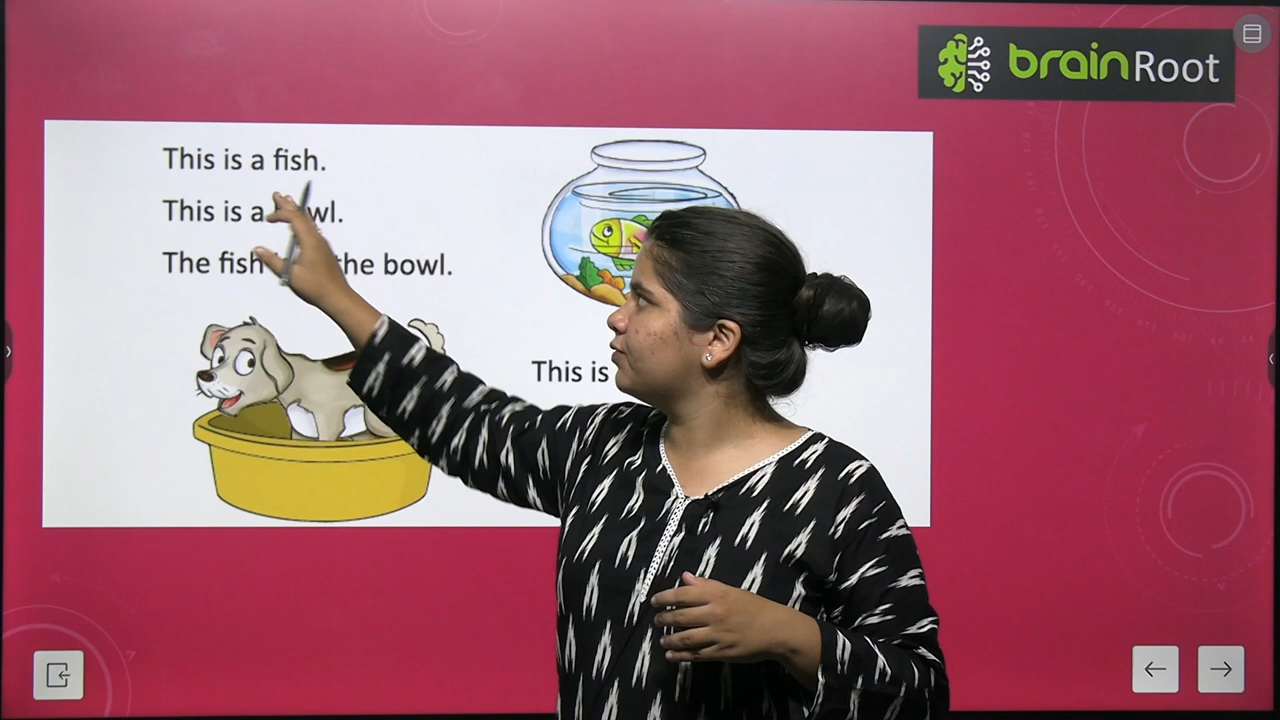 brainRoot
This is a fish.
This is a
The fish the bowl.
This is